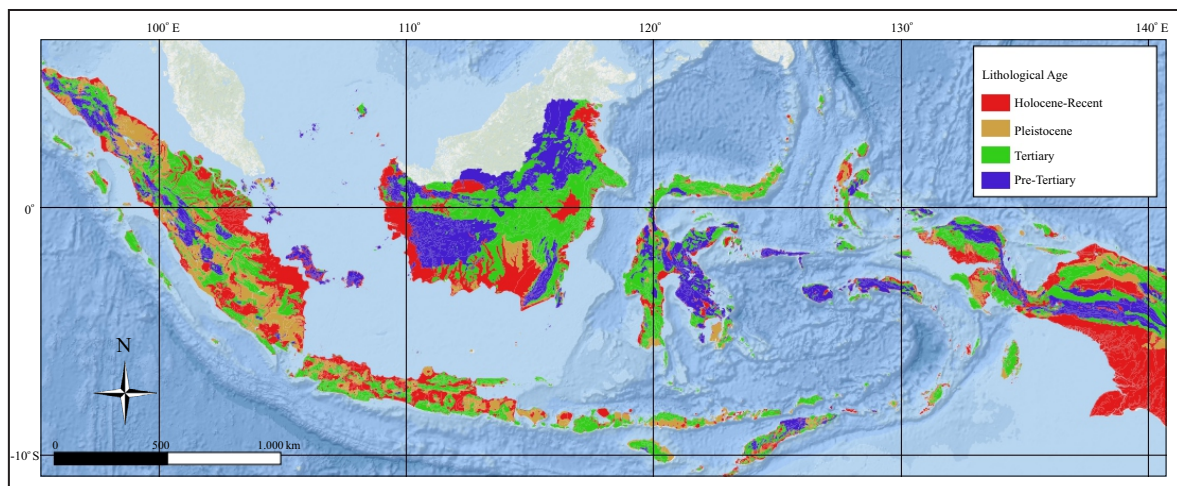 100° E
110°
120°
130°
140°
Lithological Age
Holocene-Recent
Pleistocene
Tertiary
Pre-Tertiary
0°
N
0
500
1.000 km
-10°S